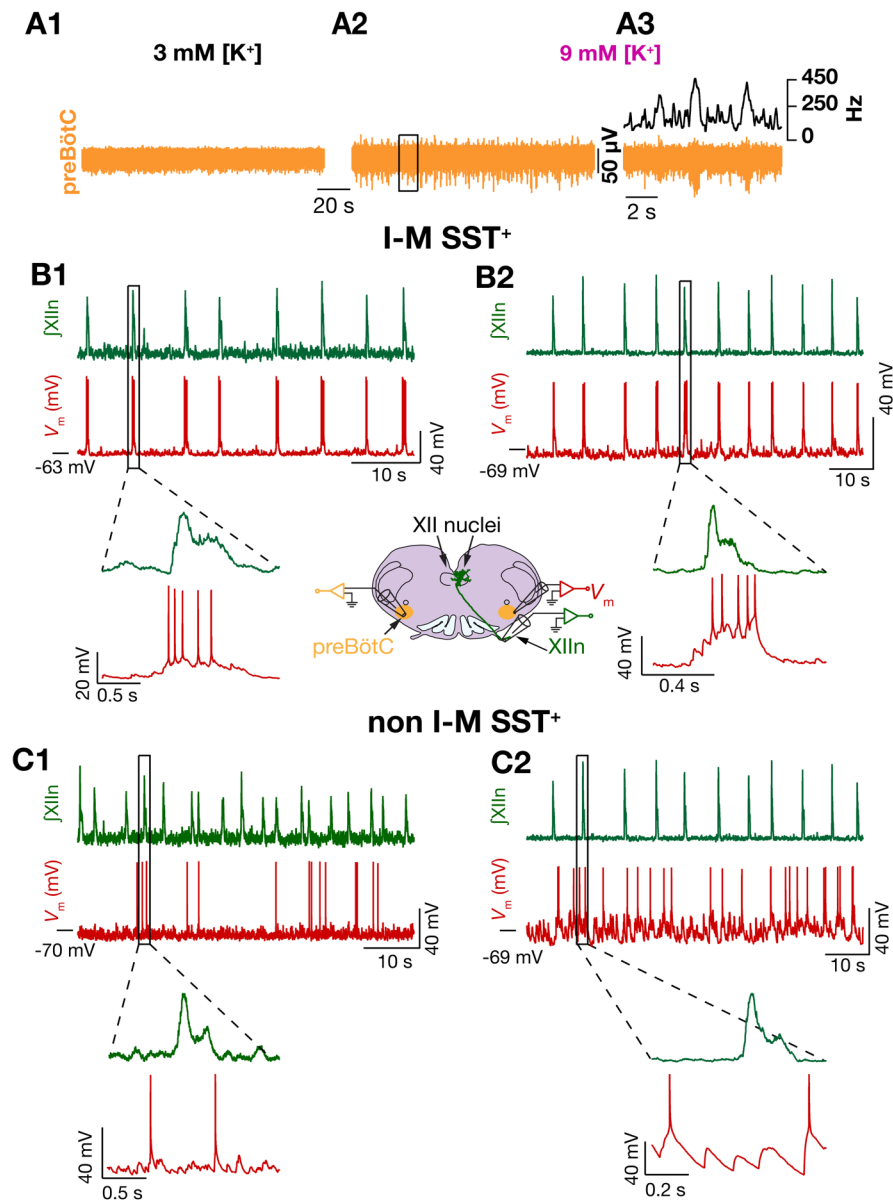 A1
A2
A3
3 mM [K⁺]
9 mM [K⁺]
450
250
0
Hz
preBötC
50 µV
20 s
2 s
I-M SST⁺
B1
B2
∫XIIn
∫XIIn
Vm (mV)
Vm (mV)
-63 mV
40 mV
10 s
-69 mV
40 mV
10 s
XII nuclei
Vm
preBötC
XIIn
20 mV
0.5 s
40 mV
0.4 s
non I-M SST⁺
C1
C2
∫XIIn
∫XIIn
Vm (mV)
Vm (mV)
-70 mV
40 mV
10 s
-69 mV
40 mV
10 s
40 mV
0.5 s
40 mV
0.2 s